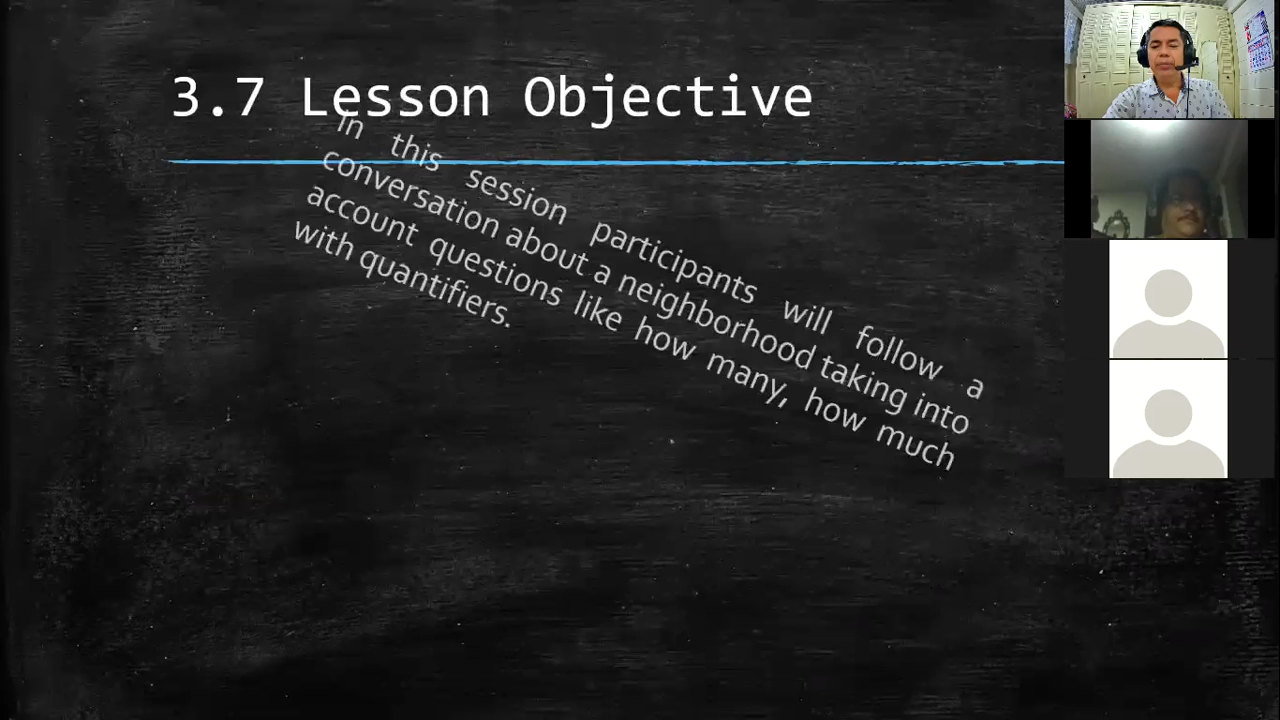 3.7 Lesson Objective
In this session participants will follow a
conversation about a neighborhood taking into
account questions like how many, how much
with quantifiers.